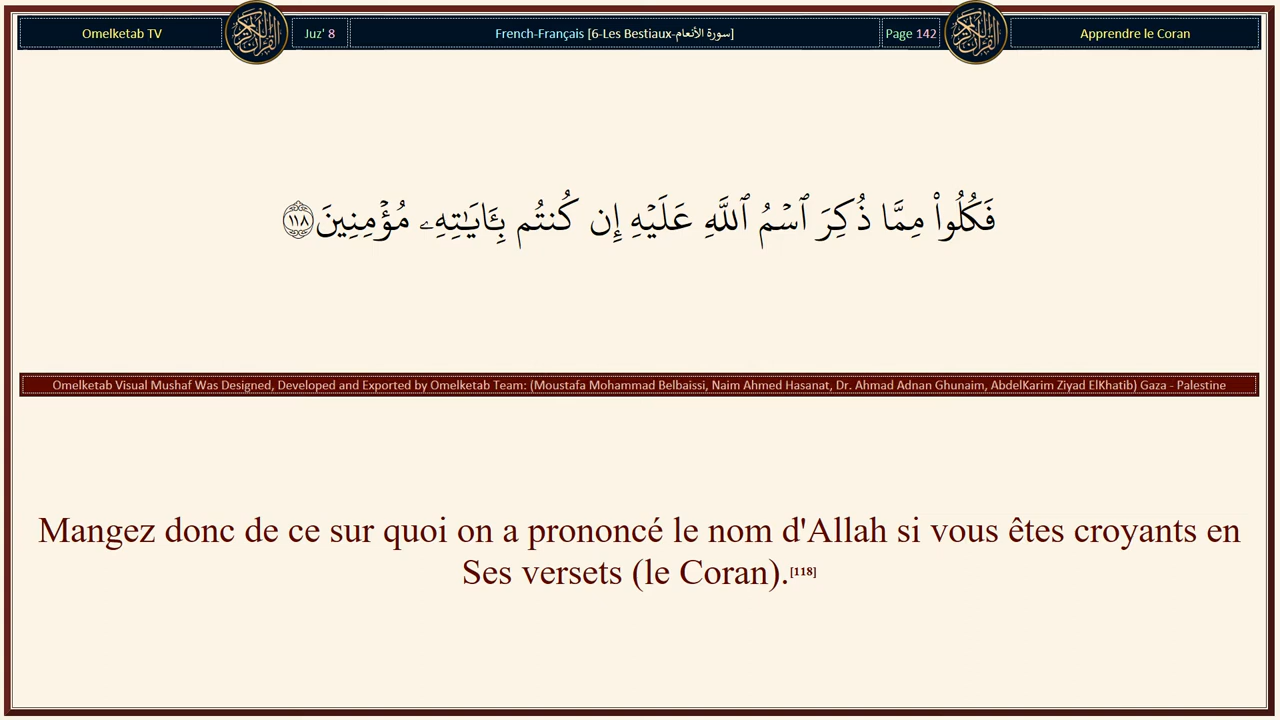 Omelketab TV
Juz' 8
French-Français [6-Les Bestiaux-سورة الأنعام]
Page 142
Apprendre le Coran
فَكُلُوا۟ مِمَّا ذُكِرَ ٱسْمُ ٱللَّهِ عَلَيْهِ إِن كُنتُم بِـَٔايَـٰتِهِۦ مُؤْمِنِينَ ١١٨
Omelketab Visual Mushaf Was Designed, Developed and Exported by Omelketab Team: (Moustafa Mohammad Belbaissi, Naim Ahmed Hasanat, Dr. Ahmad Adnan Ghunaim, AbdelKarim Ziyad ElKhatib) Gaza - Palestine
Mangez donc de ce sur quoi on a prononcé le nom d'Allah si vous êtes croyants en
Ses versets (le Coran).[118]